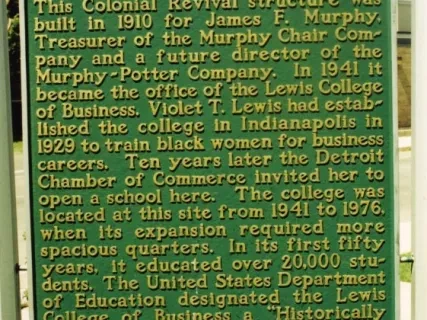 This Colonial Revival structure was
built in 1910 for James F. Murphy,
Treasurer of the Murphy Chair Com-
pany and a future director of the
Murphy-Potter Company. In 1941 it
became the office of the Lewis College
of Business. Violet T. Lewis had estab-
lished the college in Indianapolis in
1929 to train black women for business
careers. Ten years later the Detroit
Chamber of Commerce invited her to
open a school here. The college was
located at this site from 1941 to 1976,
when its expansion required more
spacious quarters. In its first fifty
years, it educated over 20,000 stu-
dents. The United States Department
of Education designated the Lewis
College of Business a "Historically